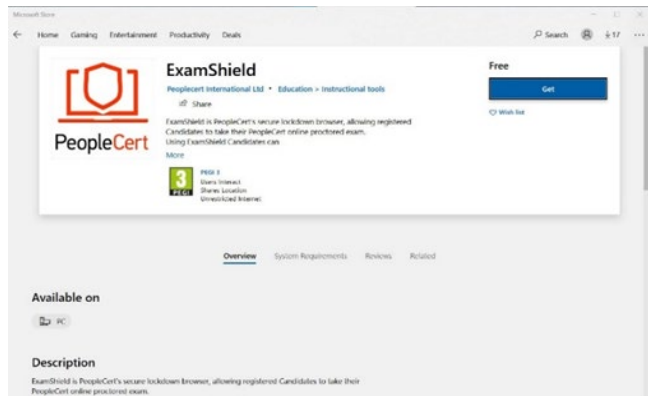 Microsoft Store
Home Gaming Entertainment Productivity Deals
Search
17
ExamShield
Peoplecert International Ltd • Education > Instructional tools
Share
ExamShield is PeopleCert's secure lockdown browser, allowing registered
Candidates to take their PeopleCert online proctored exam.
Using ExamShield Candidates can
More
PeopleCert
3
PEGI
PEGI 3
Users Interact
Shares Location
Unrestricted Internet
Free
Get
Wish list
Overview System Requirements Reviews Related
Available on
PC
Description
ExamShield is PeopleCert's secure lockdown browser, allowing registered Candidates to take their
PeopleCert online proctored exam.